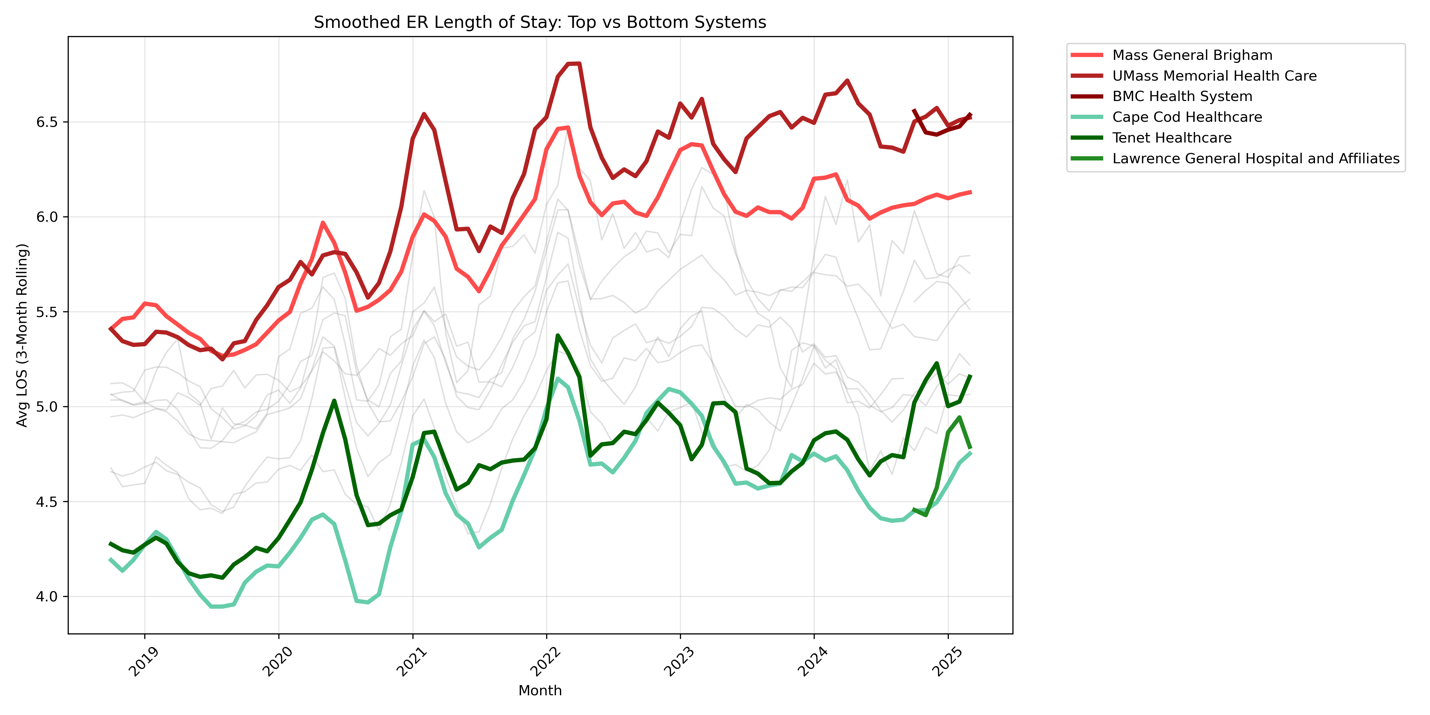 Smoothed ER Length of Stay: Top vs Bottom Systems
Avg LOS (3-Month Rolling)
6.5
6.0
5.5
5.0
4.5
4.0
2019
2020
2021
2022
2023
2024
2025
Month
Mass General Brigham
UMass Memorial Health Care
BMC Health System
Cape Cod Healthcare
Tenet Healthcare
Lawrence General Hospital and Affiliates